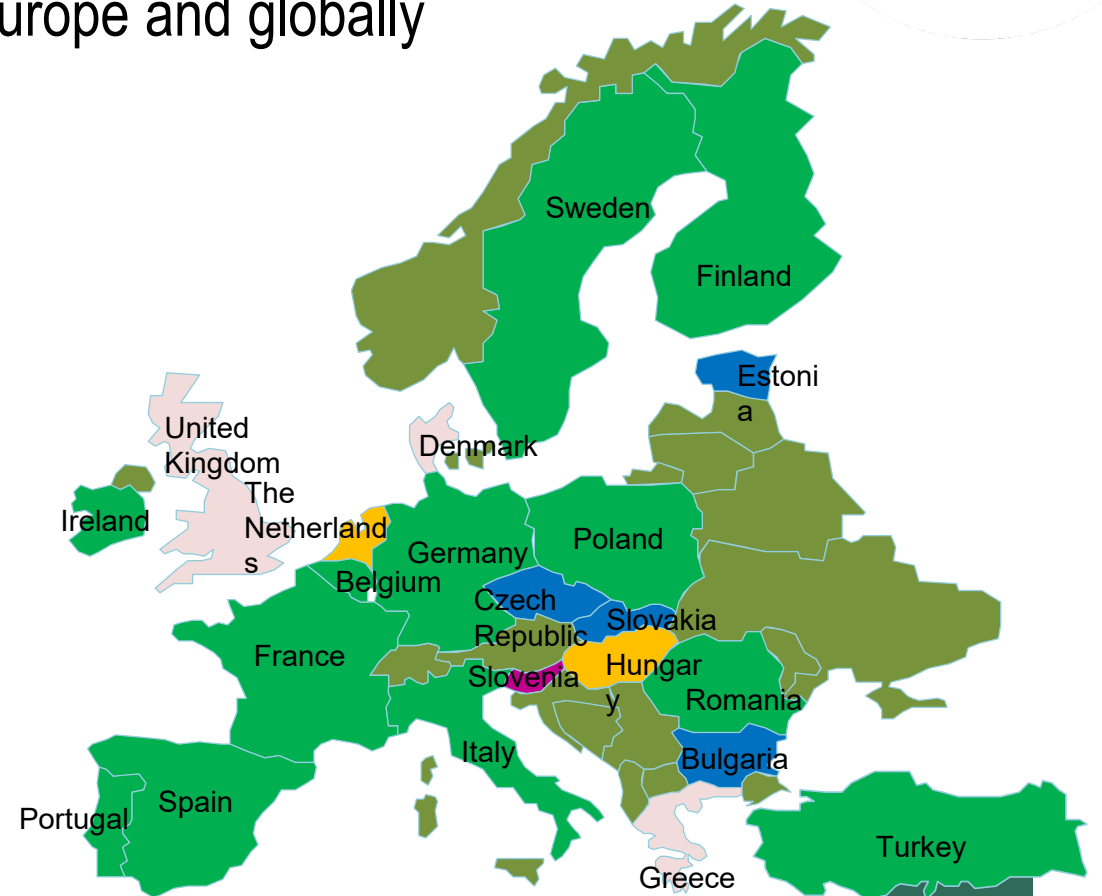 urope and globally
Sweden
Finland
Estoni
a
United
Kingdom
Denmark
The
Netherland
s
Ireland
Germany
Poland
Belgium
Czech
Republic
Slovakia
France
Hungar
y
Slovenia
Romania
Italy
Bulgaria
Spain
Portugal
Turkey
Greece